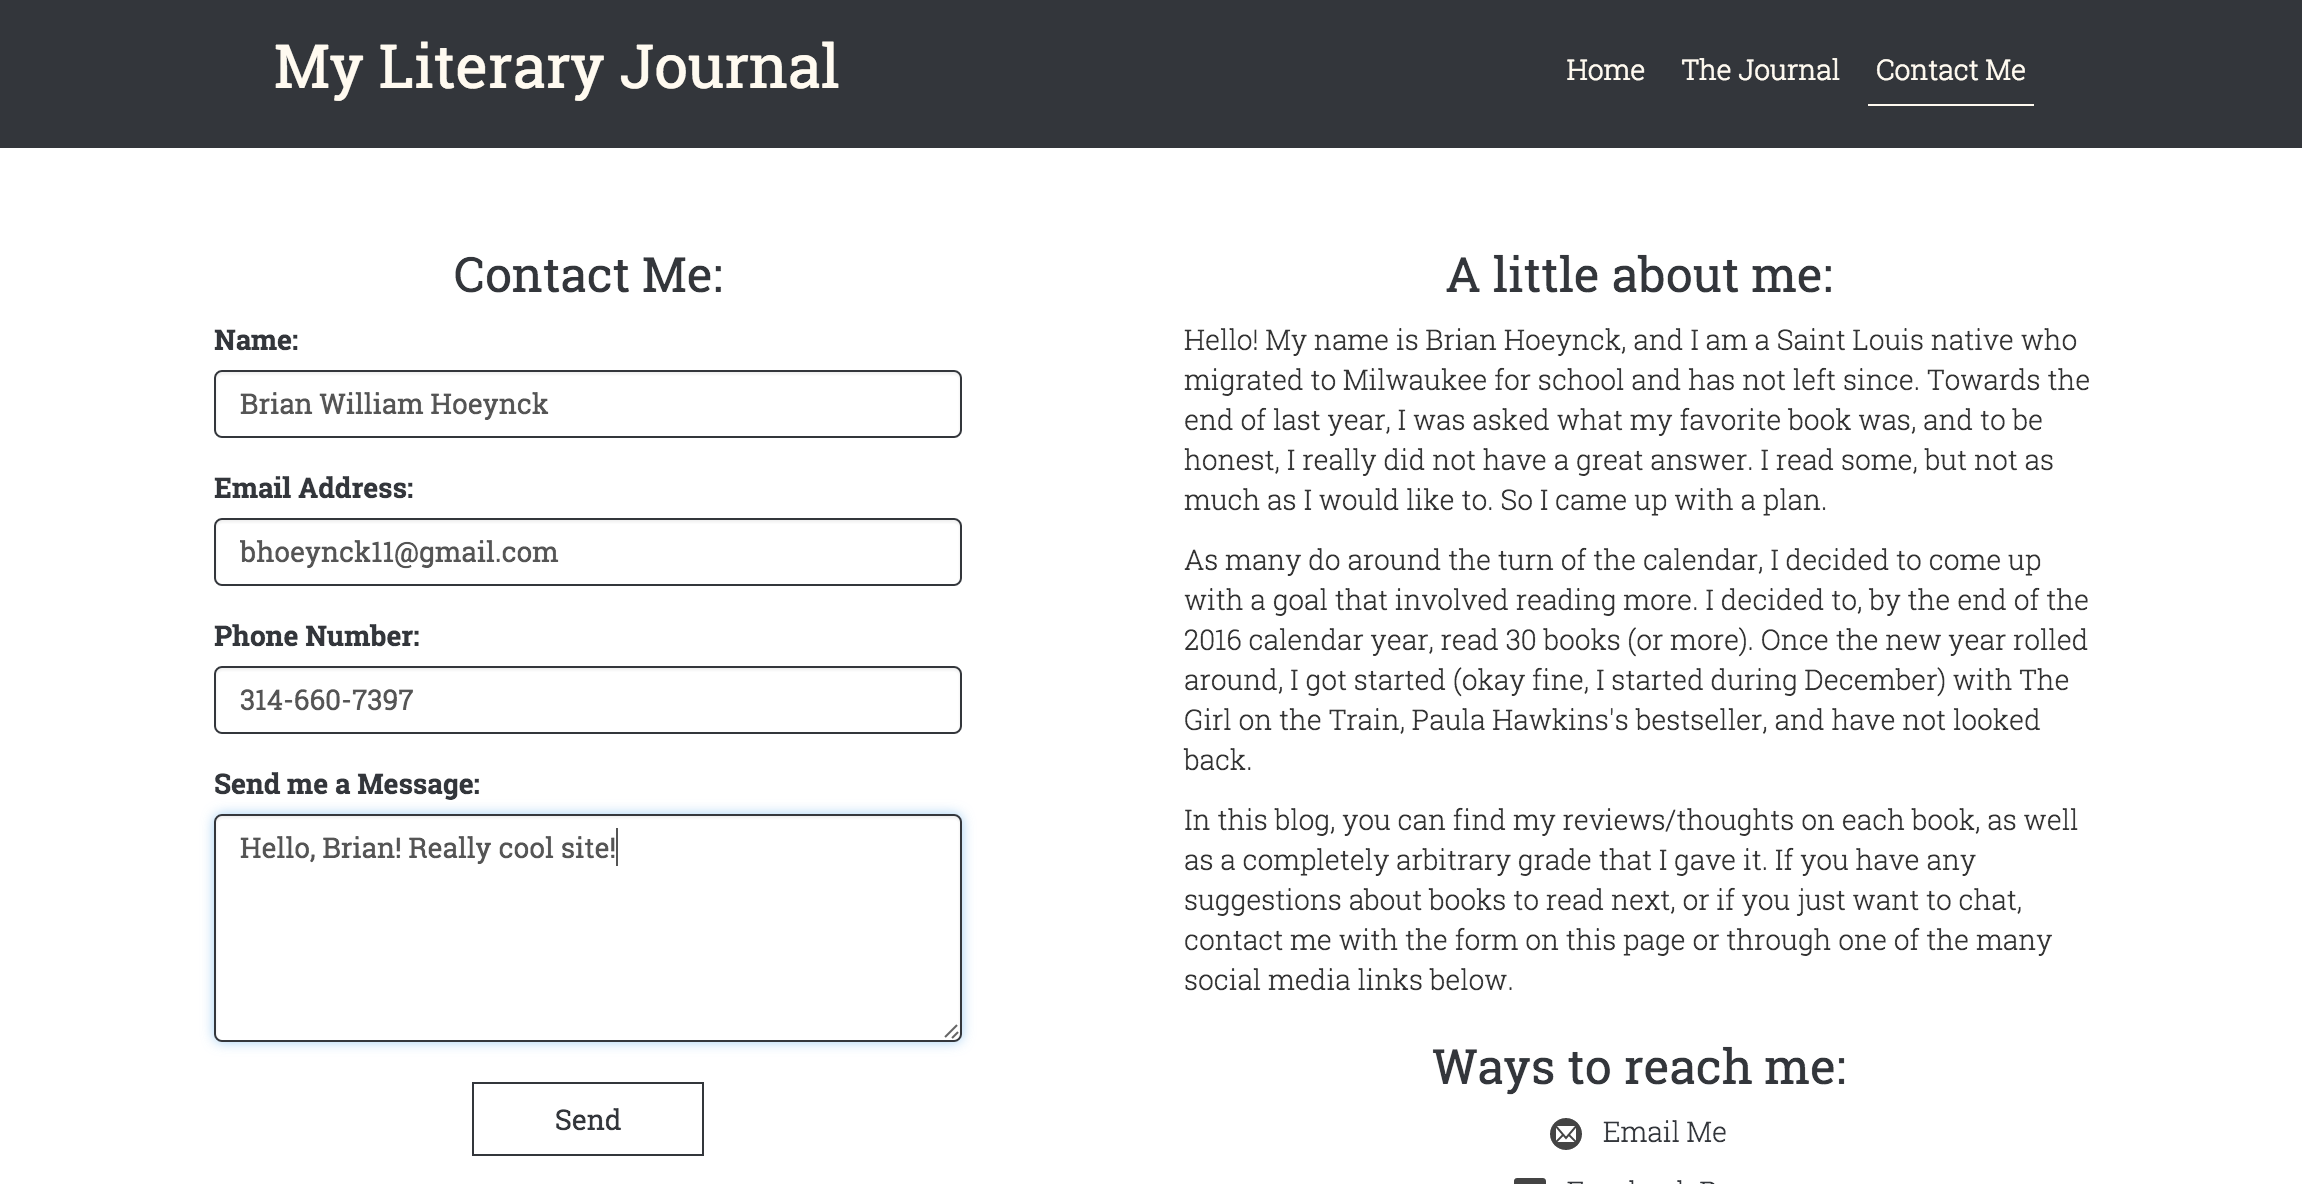 My Literary Journal
Home The Journal Contact Me
Contact Me:
Name:
Brian William Hoeynck
Email Address:
bhoeynck11@gmail.com
Phone Number:
314-660-7397
Send me a Message:
Hello, Brian! Really cool site!
Send
A little about me:
Hello! My name is Brian Hoeynck, and I am a Saint Louis native who
migrated to Milwaukee for school and has not left since. Towards the
end of last year, I was asked what my favorite book was, and to be
honest, I really did not have a great answer. I read some, but not as
much as I would like to. So I came up with a plan.
As many do around the turn of the calendar, I decided to come up
with a goal that involved reading more. I decided to, by the end of the
2016 calendar year, read 30 books (or more). Once the new year rolled
around, I got started (okay fine, I started during December) with The
Girl on the Train, Paula Hawkins's bestseller, and have not looked
back.
In this blog, you can find my reviews/thoughts on each book, as well
as a completely arbitrary grade that I gave it. If you have any
suggestions about books to read next, or if you just want to chat,
contact me with the form on this page or through one of the many
social media links below.
Ways to reach me:
Email Me